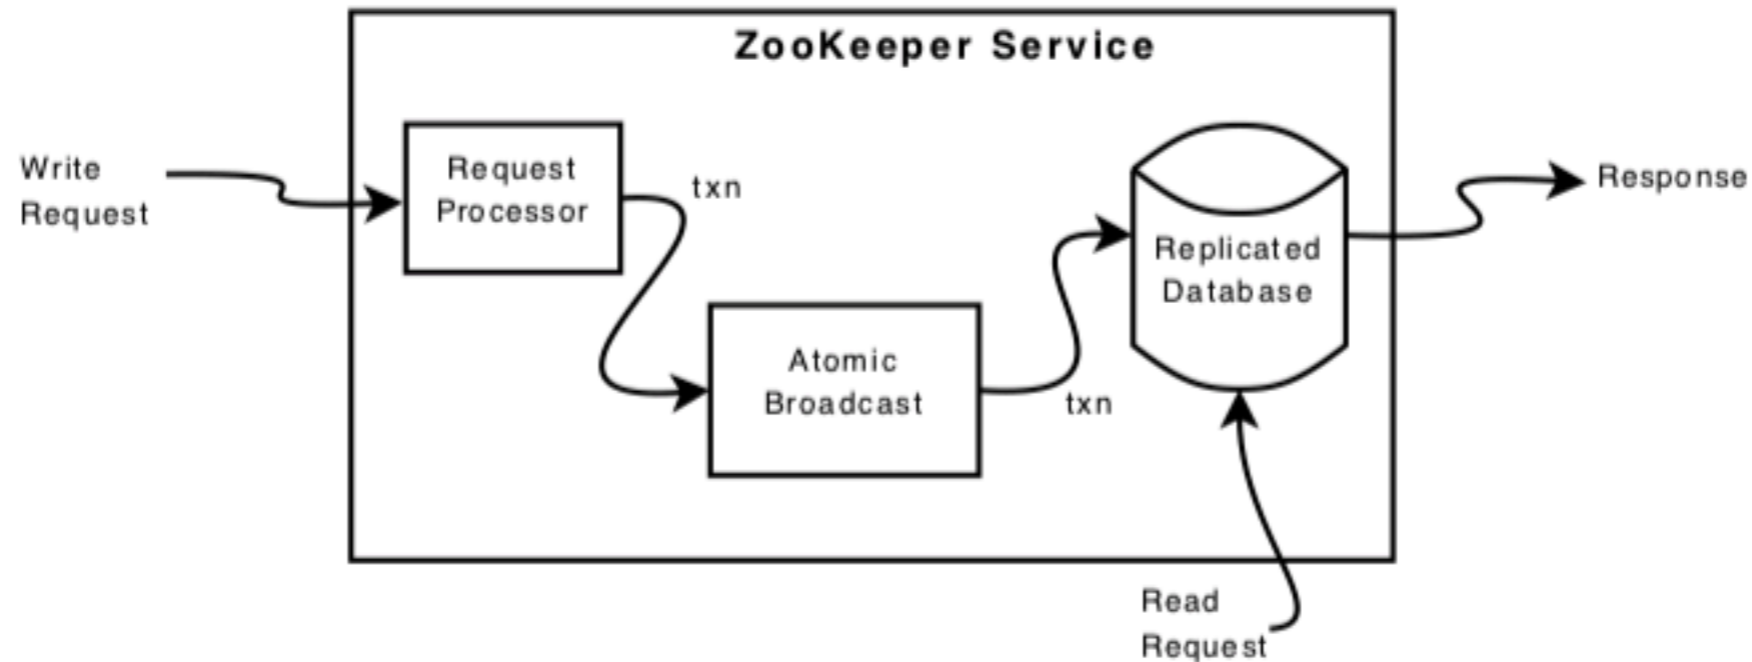 ZooKeeper Service
Write
Request
Request
Processor
txn
Atomic
Broadcast
txn
Replicated
Database
Response
Read
Request